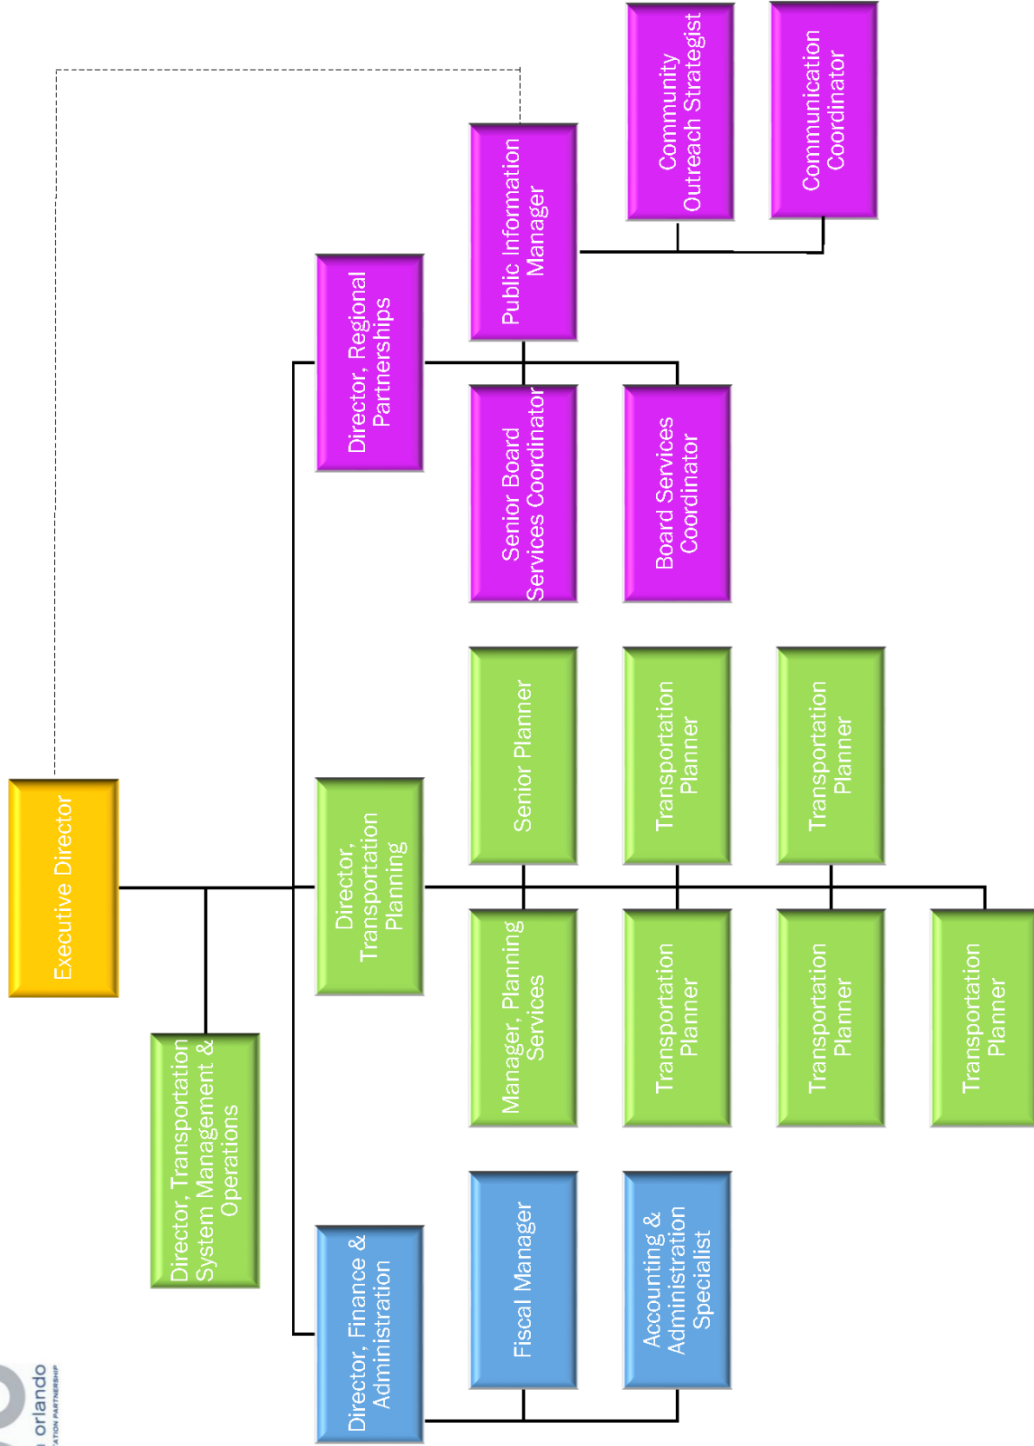 orlando
Executive Director
Director, Transportation
System Management &
Operations
Director, Finance &
Administration
Director,
Transportation
Planning
Director, Regional
Partnerships
Fiscal Manager
Accounting &
Administration
Specialist
Manager, Planning
Services
Senior Planner
Transportation
Planner
Transportation
Planner
Transportation
Planner
Transportation
Planner
Transportation
Planner
Senior Board
Services Coordinator
Public Information
Manager
Board Services
Coordinator
Community
Outreach Strategist
Communication
Coordinator